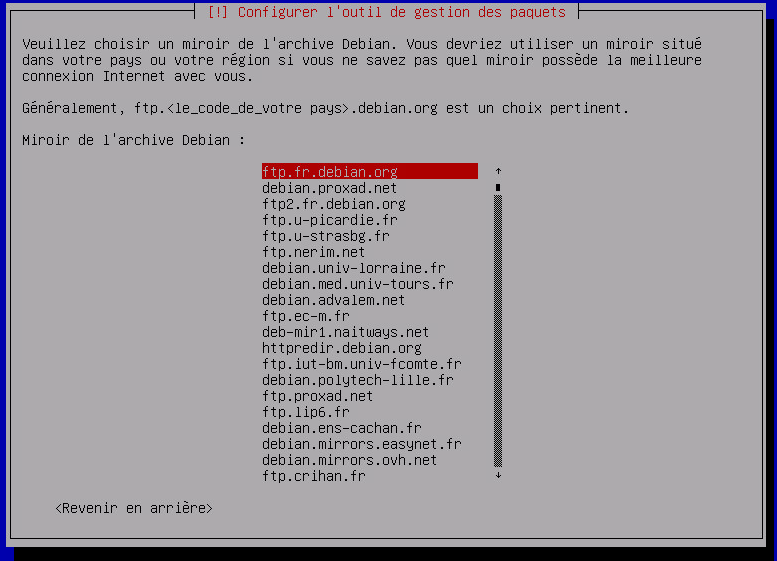 [!] Configurer l'outil de gestion des paquets
Veuillez choisir un miroir de l'archive Debian. Vous devriez utiliser un miroir situé
dans votre pays ou votre région si vous ne savez pas quel miroir possède la meilleure
connexion Internet avec vous.
Généralement, ftp.<le_code_de_votre pays>.debian.org est un choix pertinent.
Miroir de l'archive Debian :
ftp.fr.debian.org
debian.proxad.net
ftp2.fr.debian.org
ftp.u-picardie.fr
ftp.u-strasbg.fr
ftp.nerim.net
debian.univ-lorraine.fr
debian.med.univ-tours.fr
debian.advalem.net
ftp.ec-m.fr
deb-mir1.naitways.net
httpredir.debian.org
ftp.iut-bm.univ-fcomte.fr
debian.polytech-lille.fr
ftp.proxad.net
ftp.lip6.fr
debian.ens-cachan.fr
debian.mirrors.easynet.fr
debian.mirrors.ovh.net
ftp.crihan.fr
<Revenir en arrière>